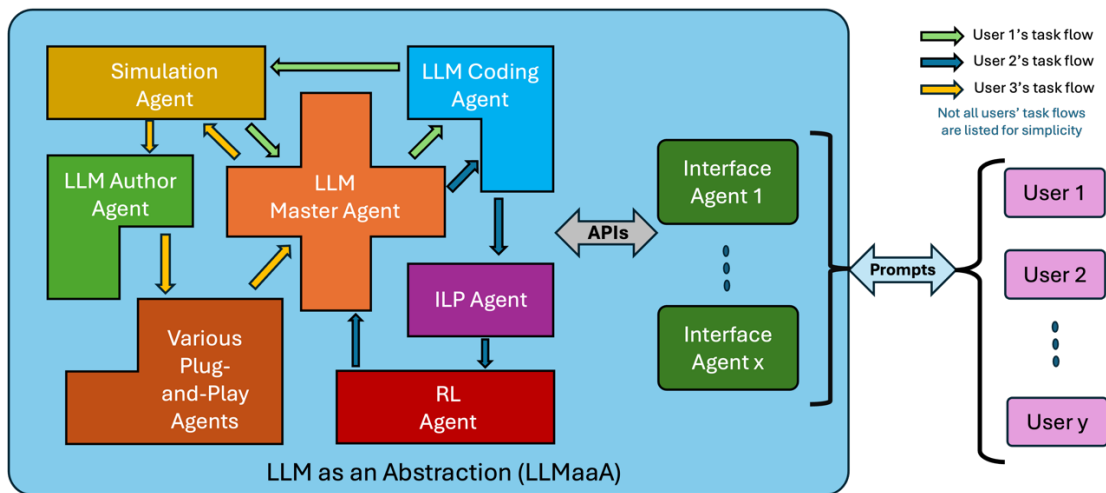 Simulation
Agent
LLM Coding
Agent
LLM Author
Agent
LLM
Master Agent
ILP Agent
Various
Plug-
and-Play
Agents
RL
Agent
Interface
Agent 1
APIs
Interface
Agent x
LLM as an Abstraction (LLMaaA)
Prompts
User 1’s task flow
User 2’s task flow
User 3’s task flow
Not all users’ task flows
are listed for simplicity
User 1
User 2
User y